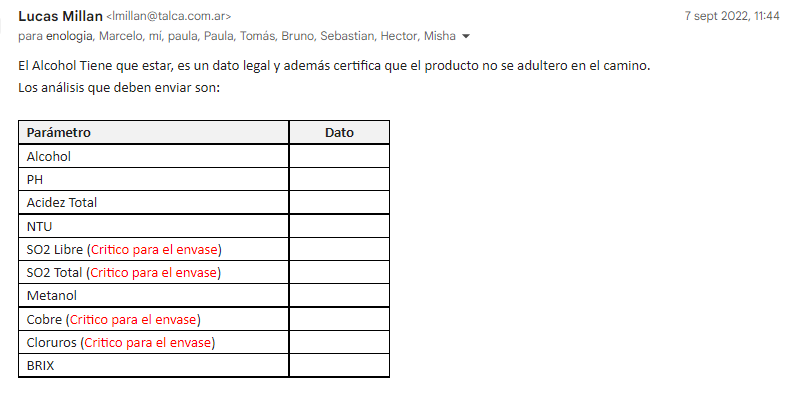 Lucas Millan <lmillan@talca.com.ar> 7 sept 2022, 11:44
para enologia, Marcelo, mí, paula, Paula, Tomás, Bruno, Sebastian, Hector, Misha
El Alcohol Tiene que estar, es un dato legal y además certifica que el producto no se adultero en el camino.
Los análisis que deben enviar son:
Parámetro Dato
Alcohol
PH
Acidez Total
NTU
SO2 Libre (Critico para el envase)
SO2 Total (Critico para el envase)
Metanol
Cobre (Critico para el envase)
Cloruros (Critico para el envase)
BRIX